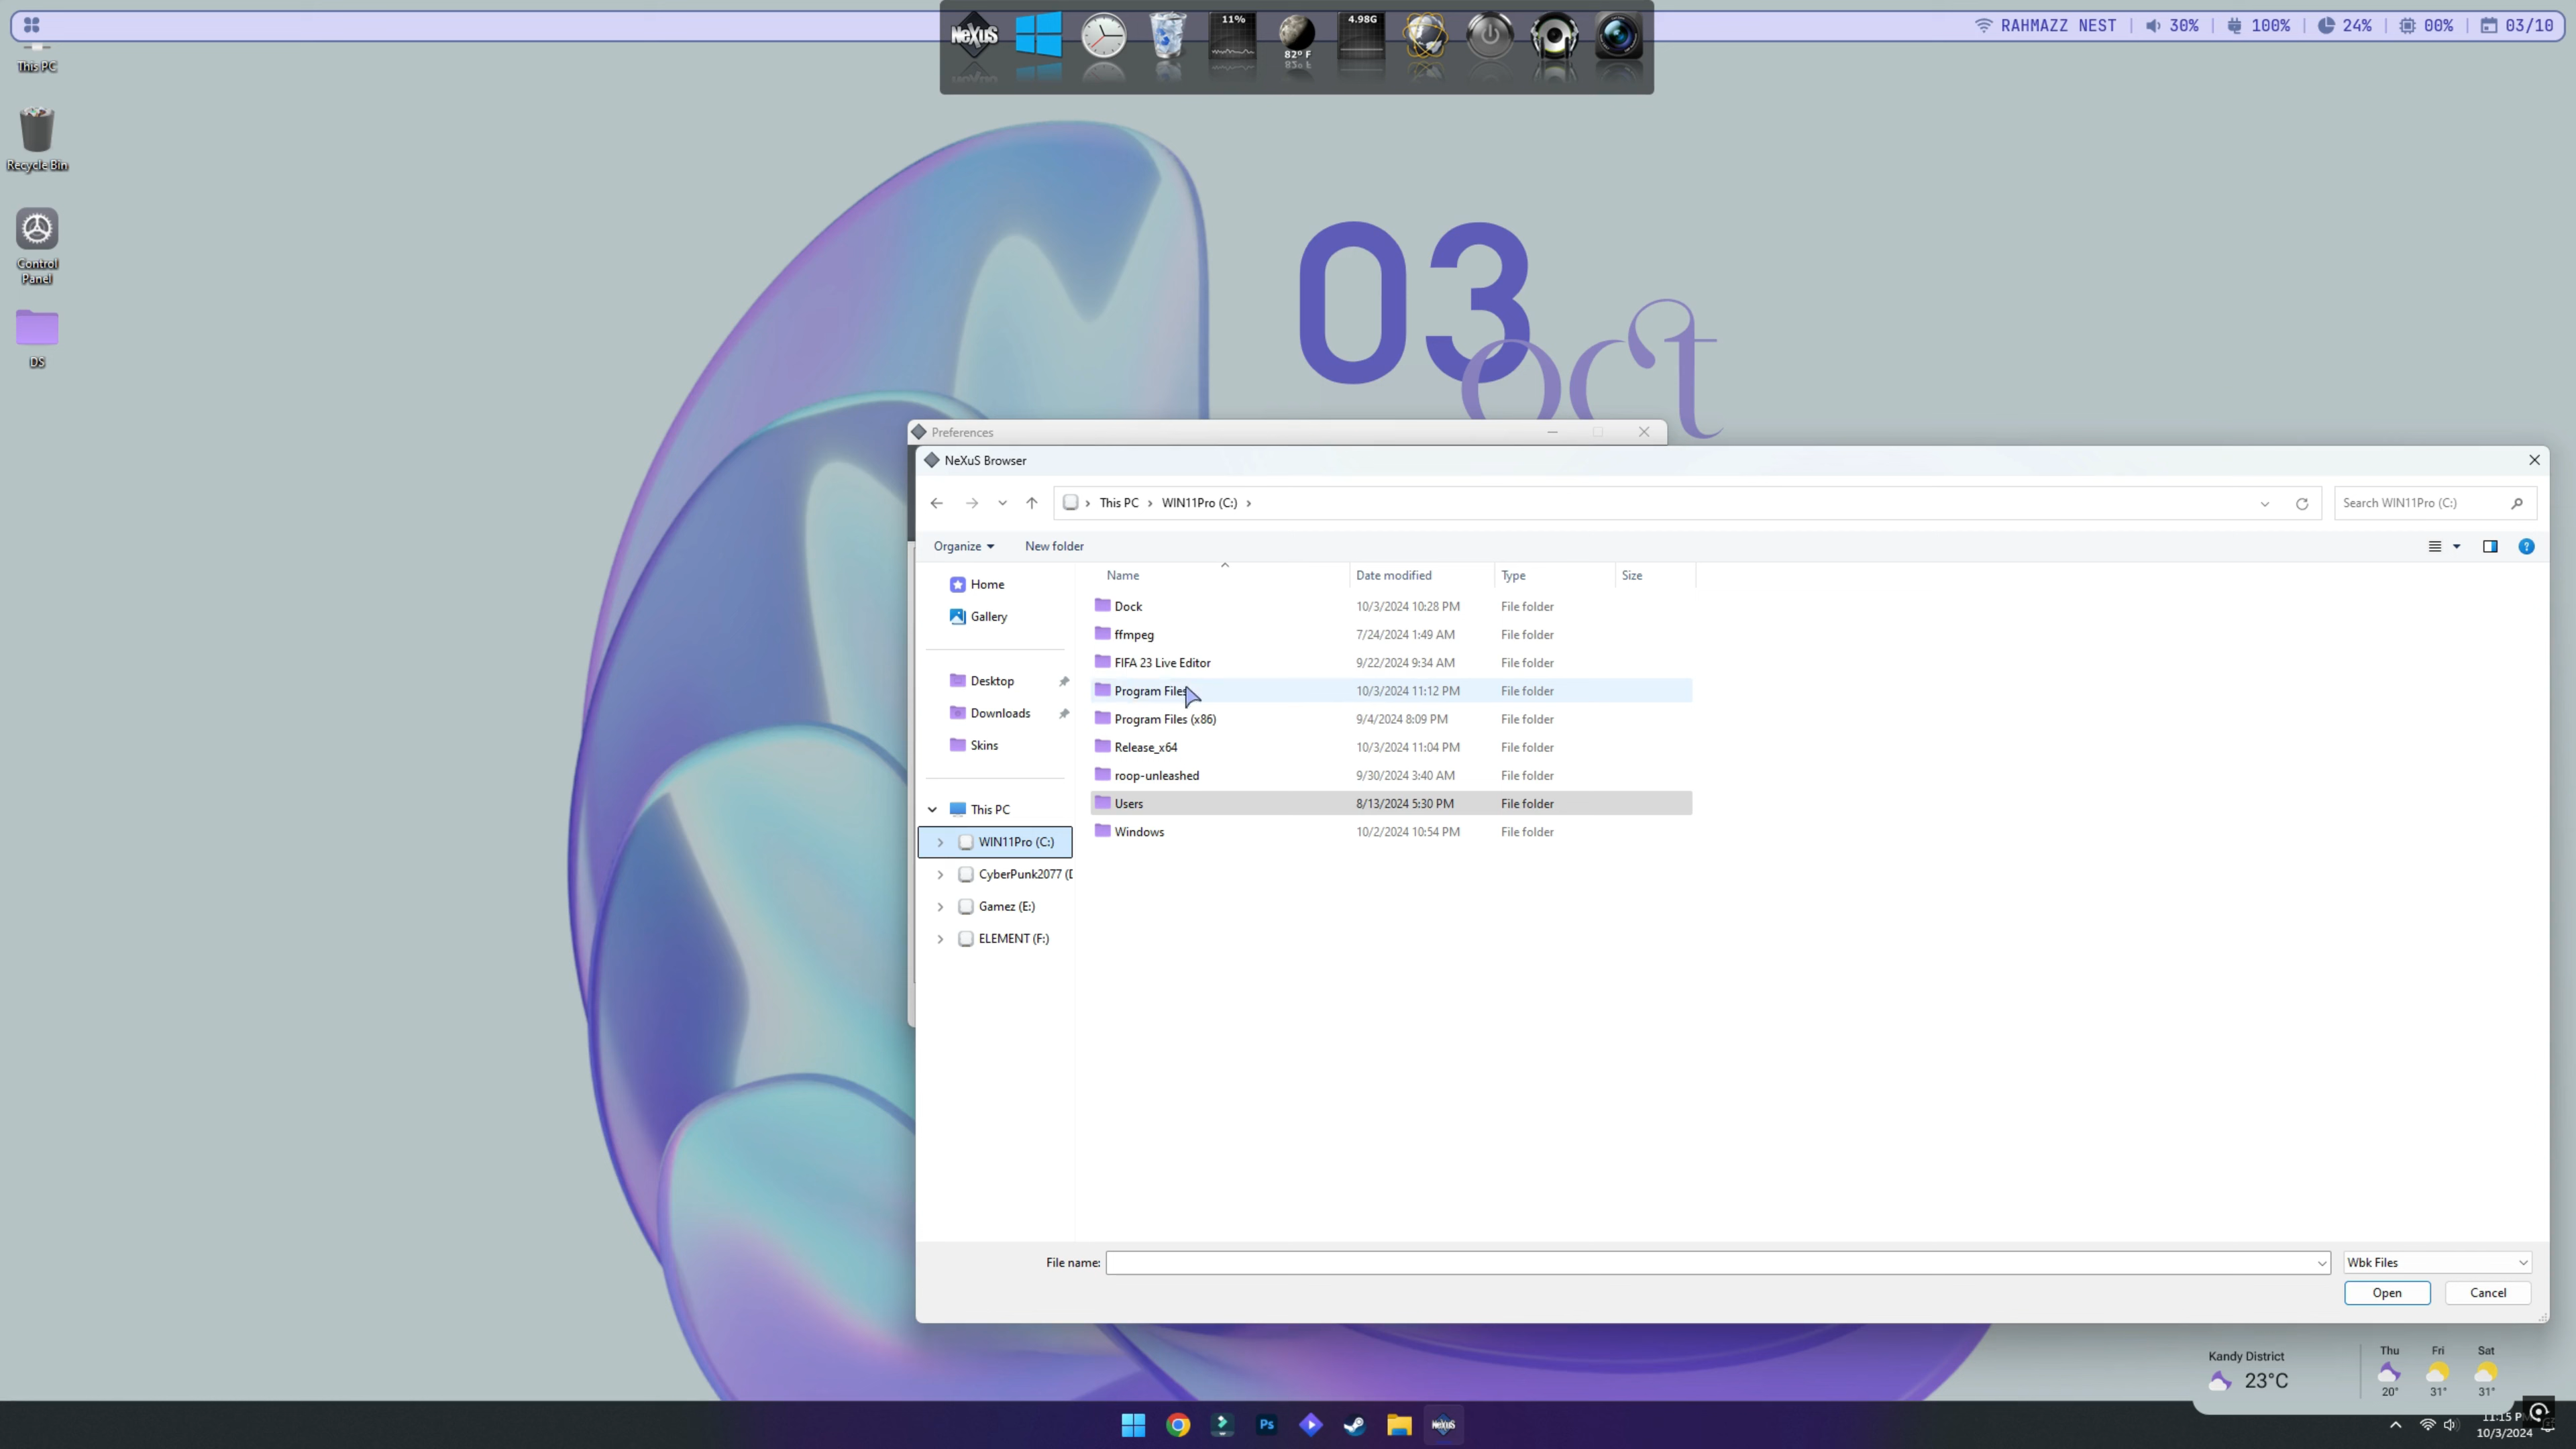 RAHMAZZ NEST | 30% | 100% | 24% | 00% | 03/10
NeXuS
11%
82° F
4.98G
This PC
Recycle Bin
Control
Panel
DS
03
oct
Preferences
NeXuS Browser
This PC › WIN11Pro (C:) ›
Search WIN11Pro (C:)
Organize
New folder
Home
Gallery
Desktop
Downloads
Skins
This PC
WIN11Pro (C:)
CyberPunk2077 (D
Gamez (E:)
ELEMENT (F:)
Name Date modified Type Size
Dock 10/3/2024 10:28 PM File folder
ffmpeg 7/24/2024 1:49 AM File folder
FIFA 23 Live Editor 9/22/2024 9:34 AM File folder
Program Files 10/3/2024 11:12 PM File folder
Program Files (x86) 9/4/2024 8:09 PM File folder
Release_x64 10/3/2024 11:04 PM File folder
roop-unleashed 9/30/2024 3:40 AM File folder
Users 8/13/2024 5:30 PM File folder
Windows 10/2/2024 10:54 PM File folder
File name:
Wbk Files
Open
Cancel
Kandy District
23°C
Thu Fri Sat
20° 31° 31°
Ps
NeXuS
11:15 P
10/3/2024